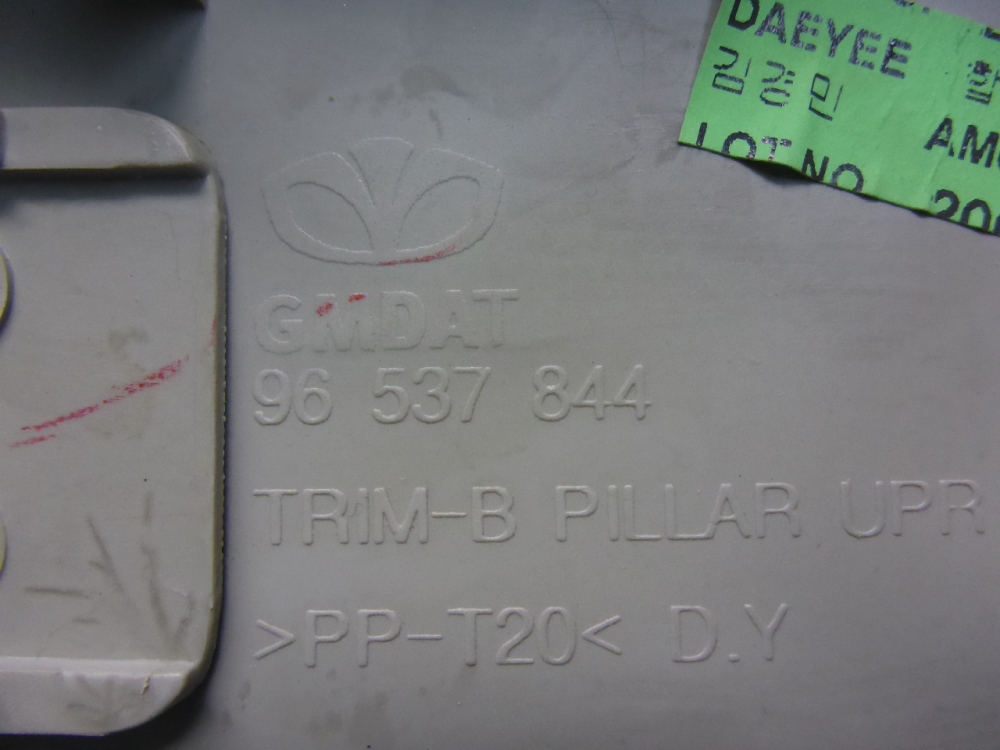 DAEYEE
김경민
LOT NO
GMDAT
96 537 844
TRIM-B PILLAR UPR
>PP-T20< D.Y